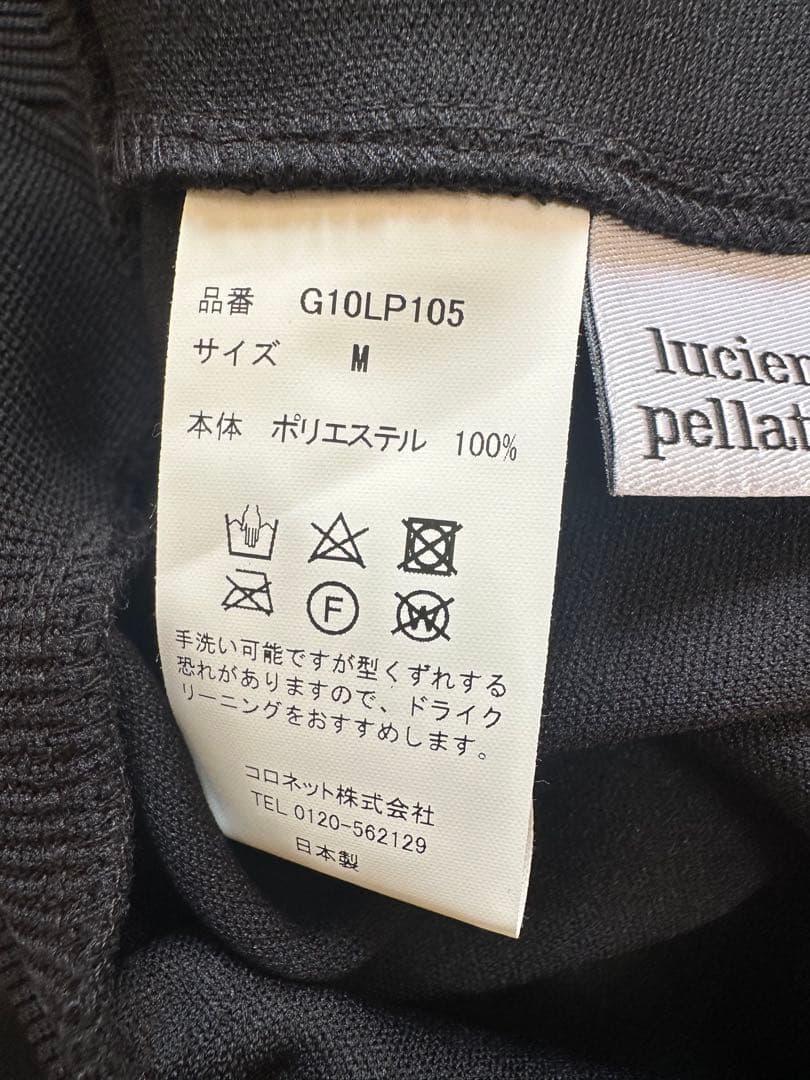 品番 G10LP105
サイズ M
本体 ポリエステル 100%
F
W
手洗い可能ですが型くずれする
恐れがありますので、ドライク
リーニングをおすすめします。
コロネット株式会社
TEL 0120-562129
日本製
lucien
pellat